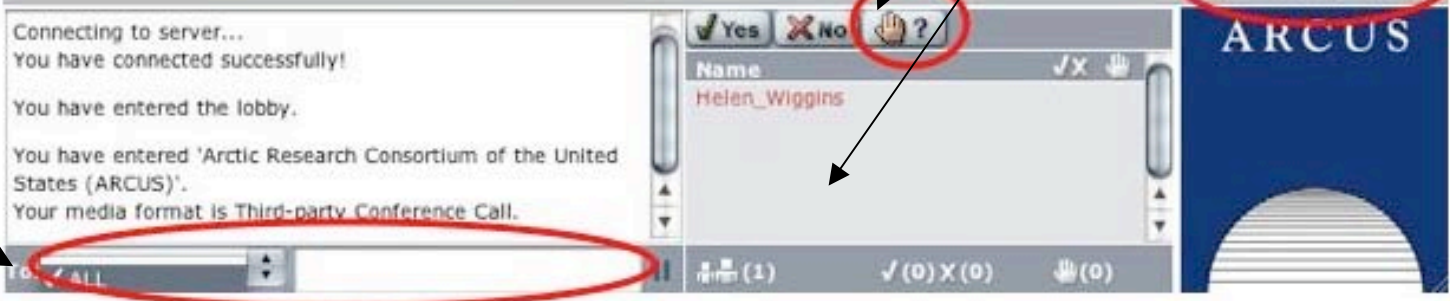 Connecting to server...
You have connected successfully!
You have entered the lobby.
You have entered 'Arctic Research Consortium of the United
States (ARCUS)'.
Your media format is Third-party Conference Call.
To: ✓ ALL
✓ Yes X No ?
Name ✓X
Helen_Wiggins
(1) ✓(0) X (0) (0)
ARCUS